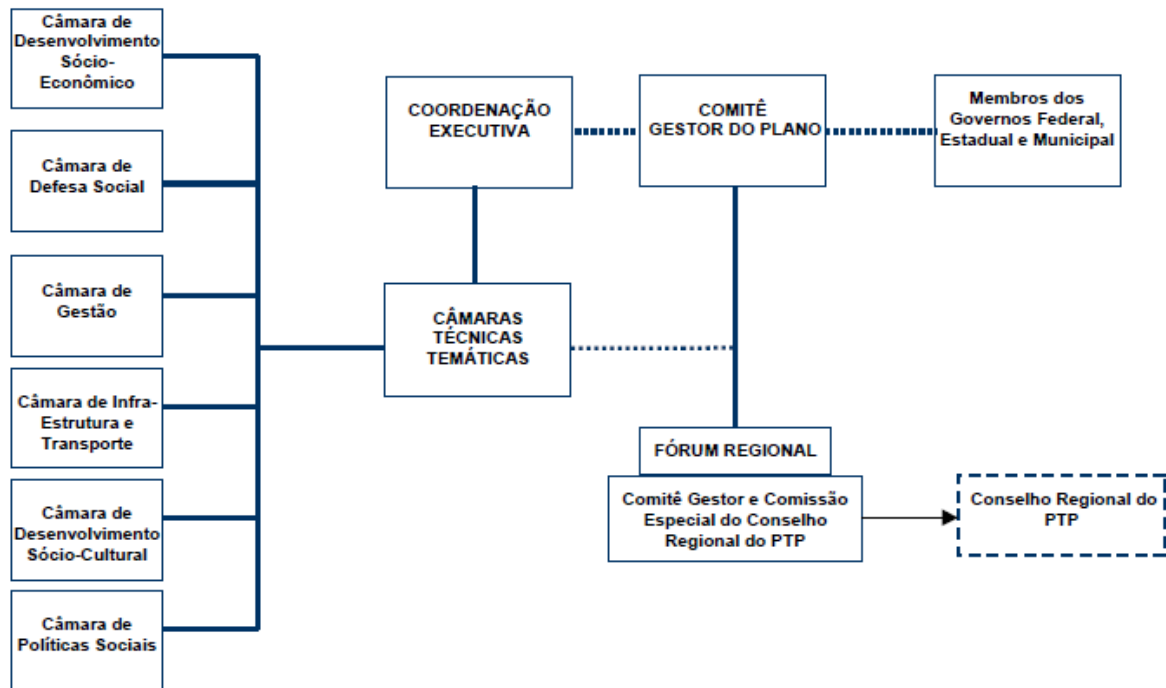 Câmara de
Desenvolvimento
Sócio-
Econômico
Câmara de
Defesa Social
Câmara de
Gestão
Câmara de Infra-
Estrutura e
Transporte
Câmara de
Desenvolvimento
Sócio-Cultural
Câmara de
Políticas Sociais
COORDENAÇÃO
EXECUTIVA
CÂMARAS
TÉCNICAS
TEMÁTICAS
COMITÊ
GESTOR DO PLANO
Membros dos
Governos Federal,
Estadual e Municipal
FÓRUM REGIONAL
Comitê Gestor e Comissão
Especial do Conselho
Regional do PTP
Conselho Regional do
PTP